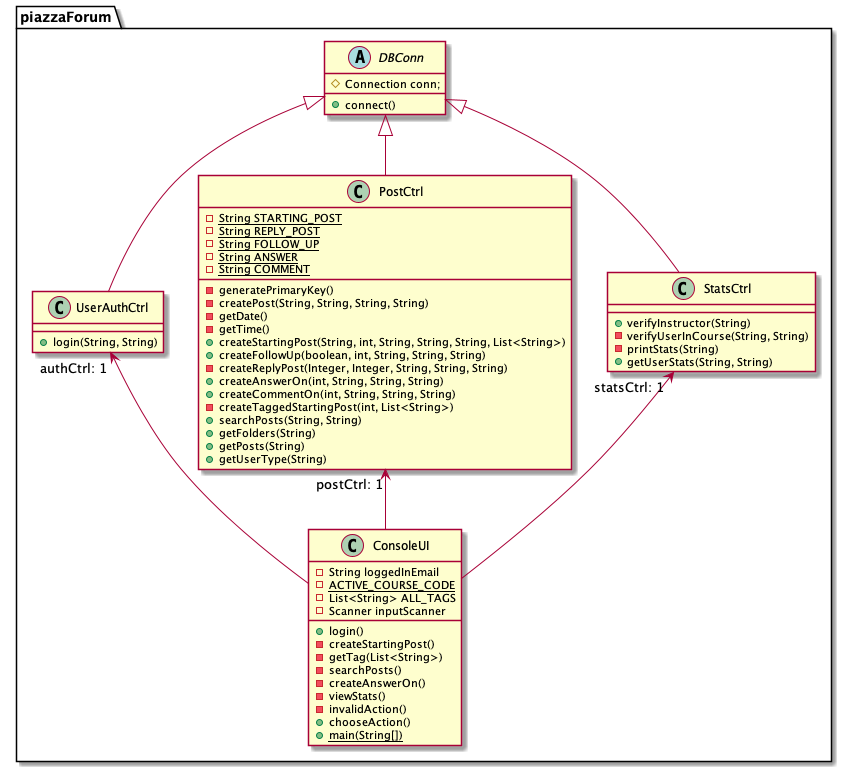 piazzaForum
A DBConn
Connection conn;
connect()
C PostCtrl
String STARTING_POST
String REPLY_POST
String FOLLOW_UP
String ANSWER
String COMMENT
generatePrimaryKey()
createPost(String, String, String, String)
getDate()
getTime()
createStartingPost(String, int, String, String, String, List<String>)
createFollowUp(boolean, int, String, String, String)
createReplyPost(Integer, Integer, String, String, String)
createAnswerOn(int, String, String, String)
createCommentOn(int, String, String, String)
createTaggedStartingPost(int, List<String>)
searchPosts(String, String)
getFolders(String)
getPosts(String)
getUserType(String)
C UserAuthCtrl
login(String, String)
authCtrl: 1
C StatsCtrl
verifyInstructor(String)
verifyUserInCourse(String, String)
printStats(String)
getUserStats(String, String)
statsCtrl: 1
postCtrl: 1
C ConsoleUI
String loggedInEmail
ACTIVE_COURSE_CODE
List<String> ALL_TAGS
Scanner inputScanner
login()
createStartingPost()
getTag(List<String>)
searchPosts()
createAnswerOn()
viewStats()
invalidAction()
chooseAction()
main(String[])